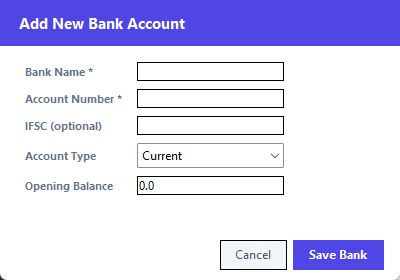 Add New Bank Account
Bank Name *
Account Number *
IFSC (optional)
Account Type Current
Opening Balance 0.0
Cancel Save Bank